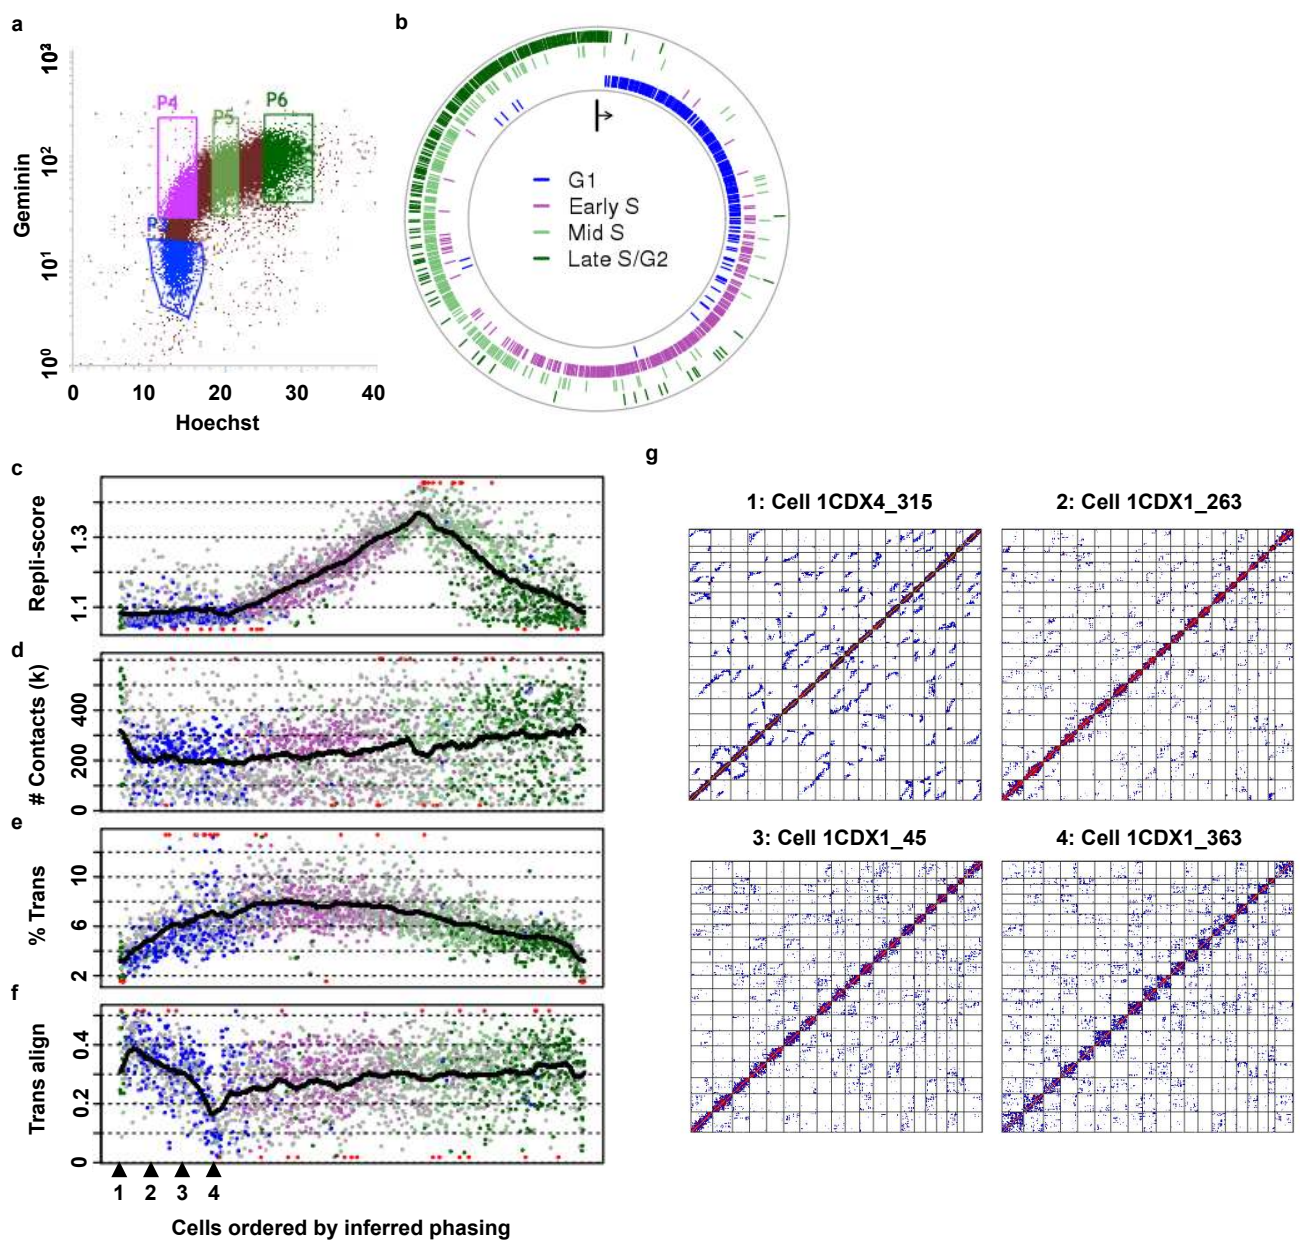 a
Geminin
10³
10²
10¹
10⁰
P4
P5
P6
0
10
20
30
40
Hoechst
b
G1
Early S
Mid S
Late S/G2
c
Repli-score
1.3
1.1
d
# Contacts (k)
400
200
0
e
% Trans
10
6
2
f
Trans align
0.4
0.2
0
1 2 3 4
Cells ordered by inferred phasing
g
1: Cell 1CDX4_315
2: Cell 1CDX1_263
3: Cell 1CDX1_45
4: Cell 1CDX1_363